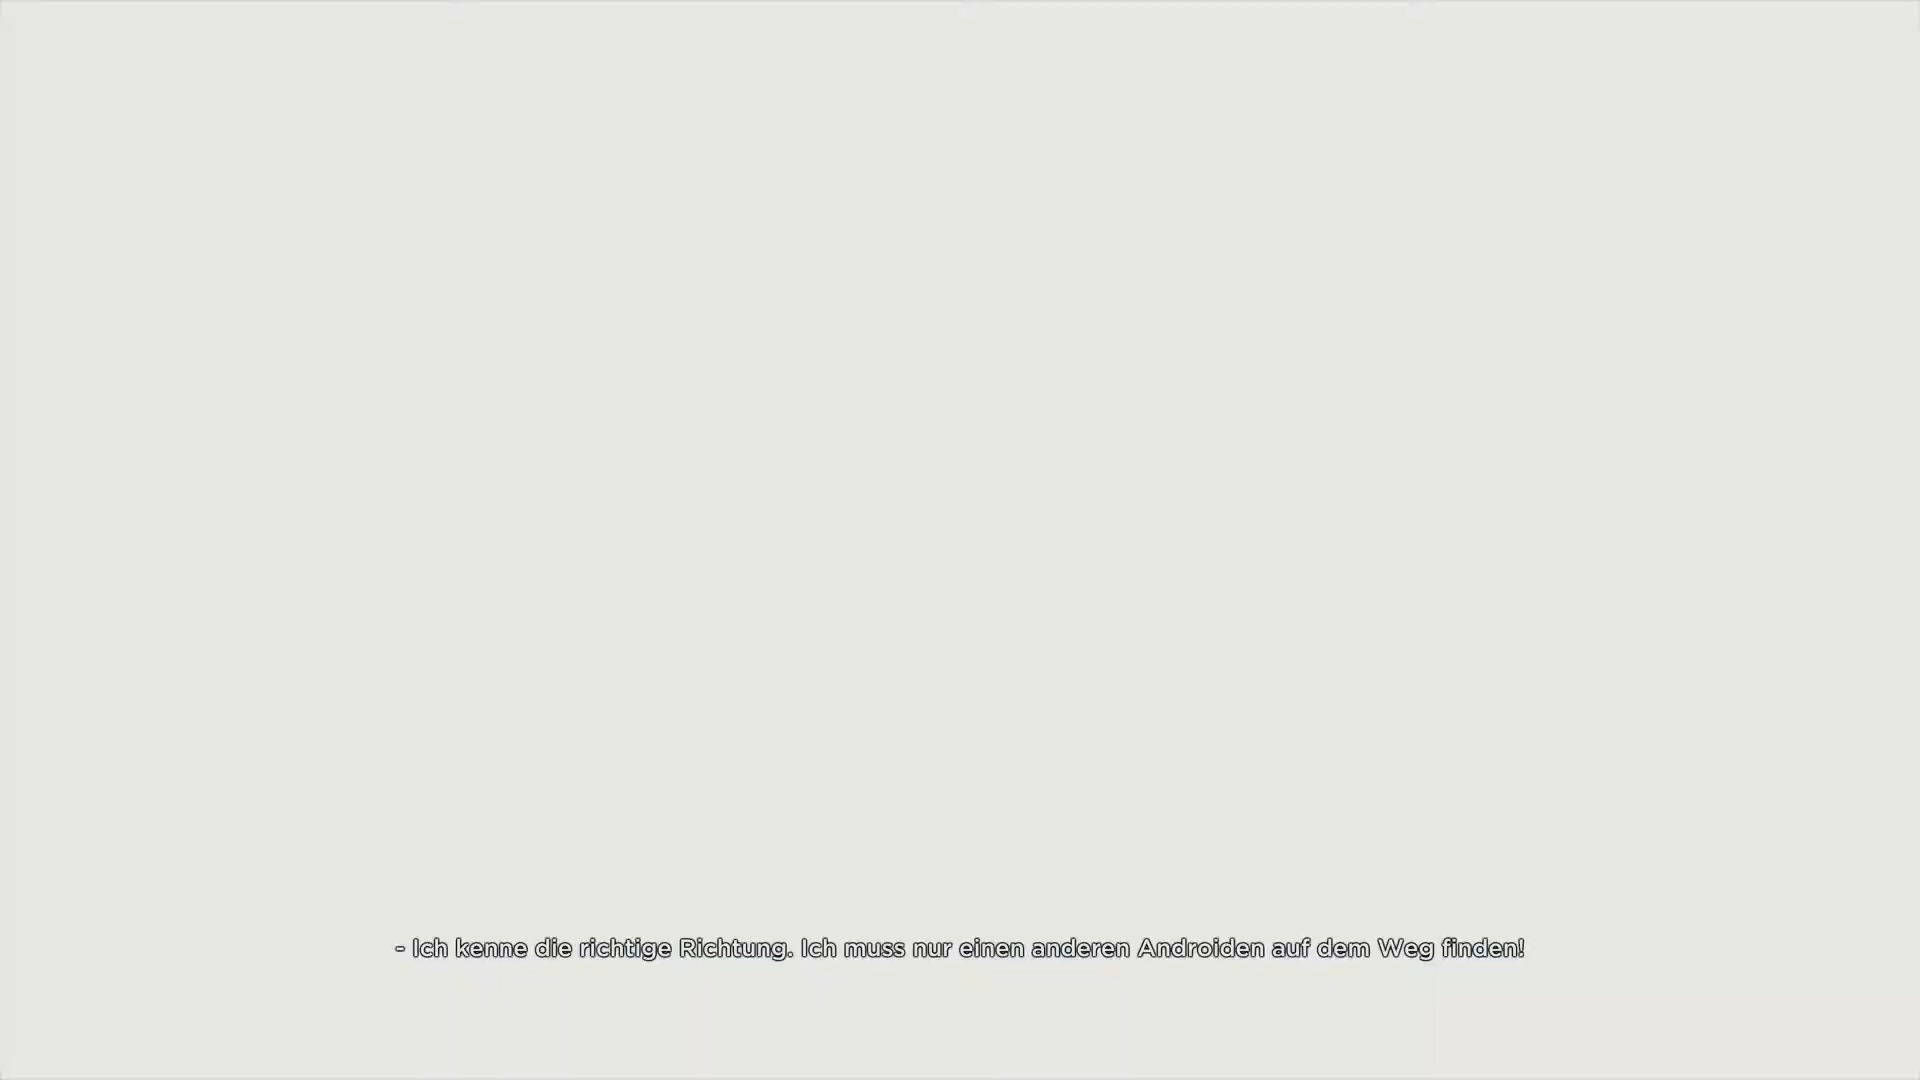 - Ich kenne die richtige Richtung. Ich muss nur einen anderen Androiden auf dem Weg finden!